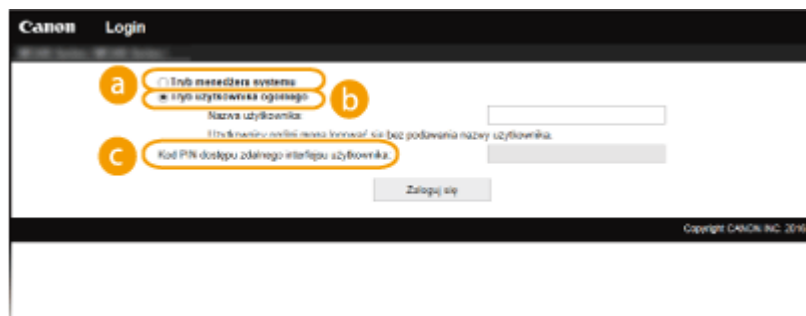 Canon Login
a Tryb menedżera systemu
Tryb użytkownika ogólnego b
Nazwa użytkownika:
Użytkownicy ogólni mogą logować się bez podawania nazwy użytkownika.
c Kod PIN dostępu zdalnego interfejsu użytkownika:
Zaloguj się
Copyright CANON INC. 2016